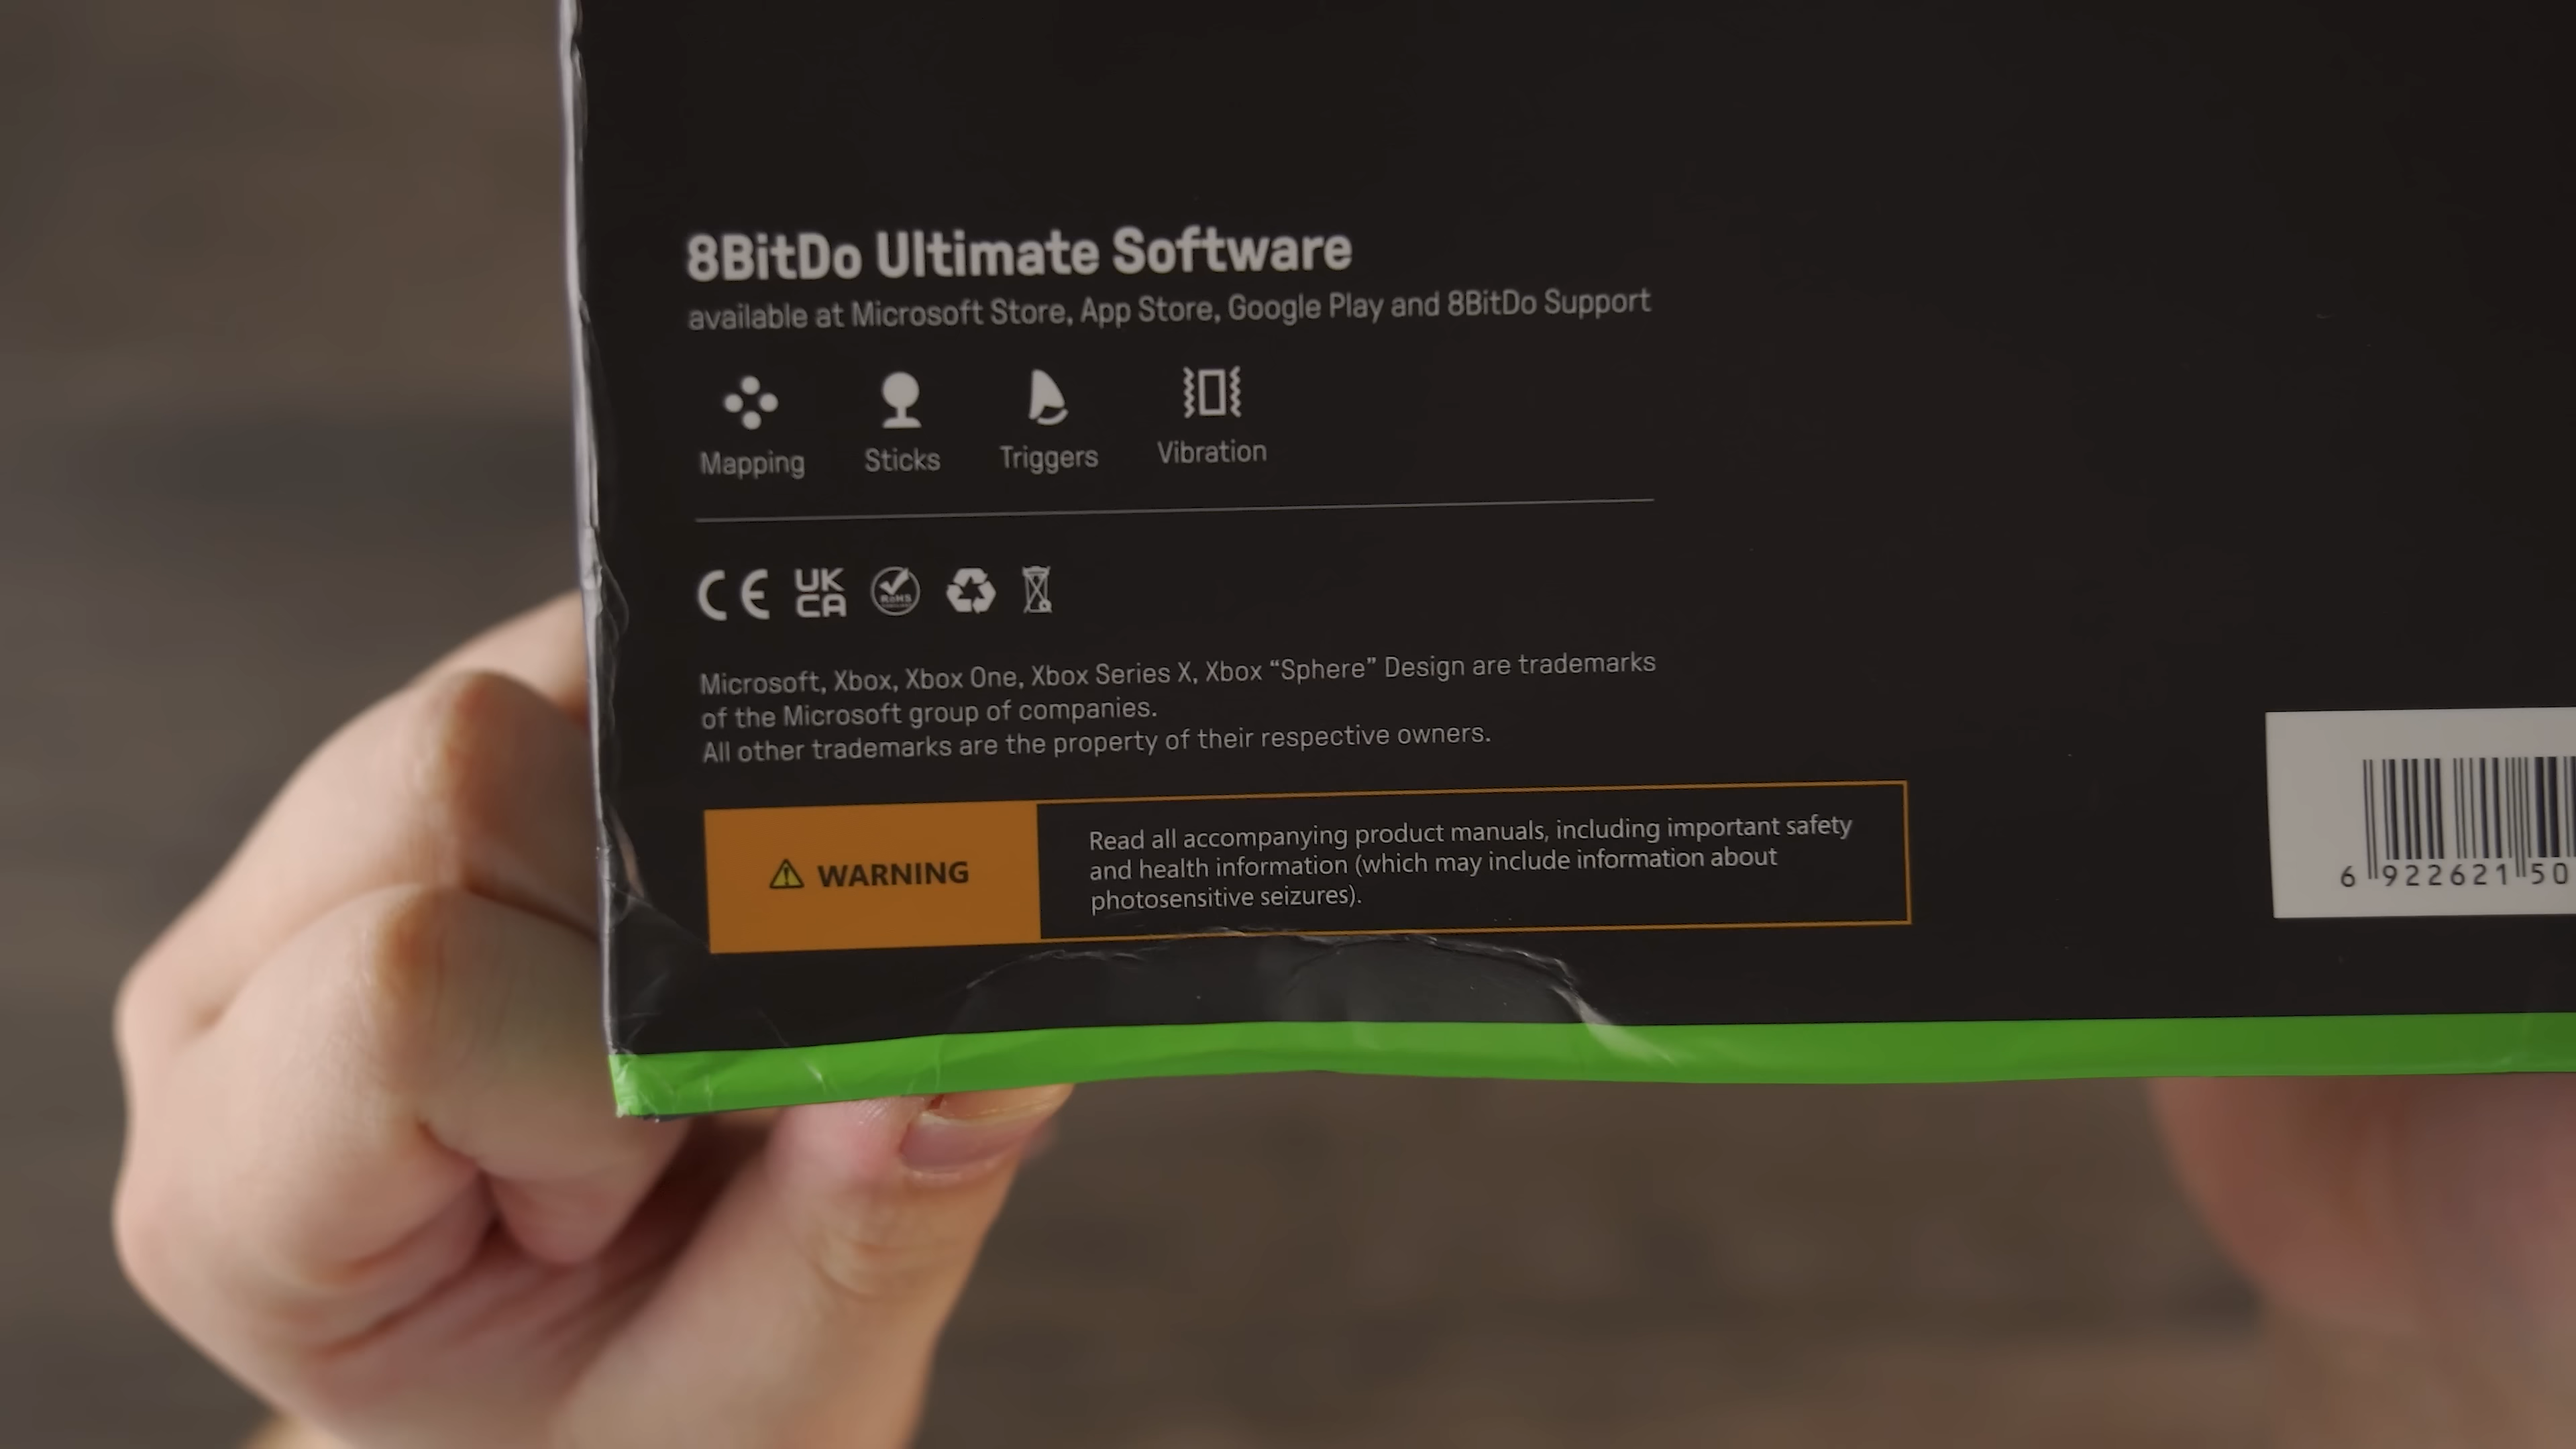 8BitDo Ultimate Software
available at Microsoft Store, App Store, Google Play and 8BitDo Support
Mapping Sticks Triggers Vibration
CE UK CA RoHS
Microsoft, Xbox, Xbox One, Xbox Series X, Xbox “Sphere” Design are trademarks
of the Microsoft group of companies.
All other trademarks are the property of their respective owners.
WARNING
Read all accompanying product manuals, including important safety
and health information (which may include information about
photosensitive seizures).
6 922621 50